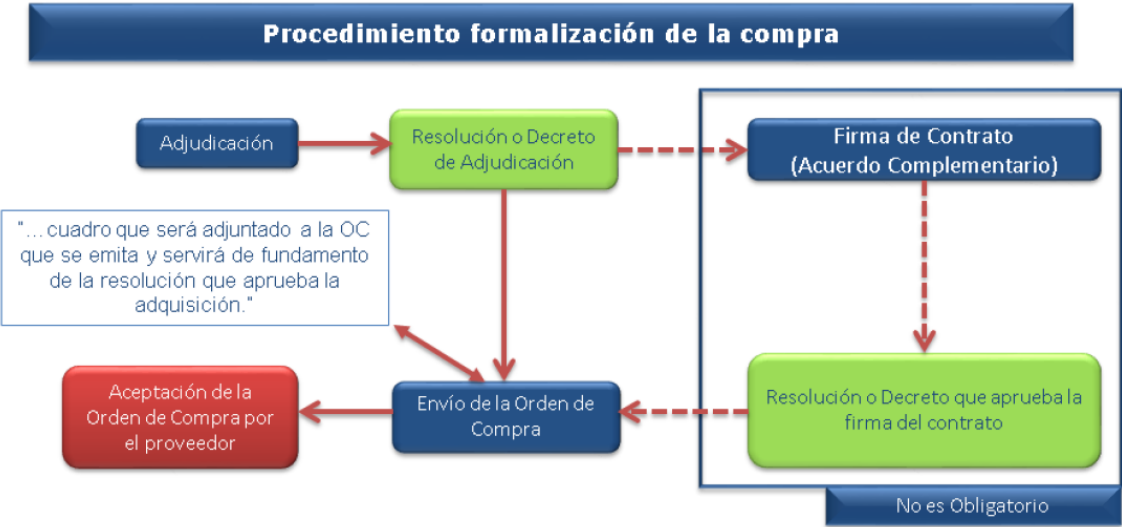 Procedimiento formalización de la compra
Adjudicación
Resolución o Decreto
de Adjudicación
Firma de Contrato
(Acuerdo Complementario)
"...cuadro que será adjuntado a la OC
que se emita y servirá de fundamento
de la resolución que aprueba la
adquisición."
Aceptación de la
Orden de Compra por
el proveedor
Envío de la Orden de
Compra
Resolución o Decreto que aprueba la
firma del contrato
No es Obligatorio